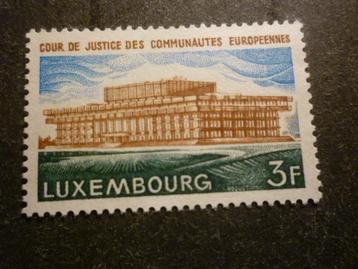 COUR DE JUSTICE DES COMMUNAUTES EUROPEENNES
LUXEMBOURG 3F